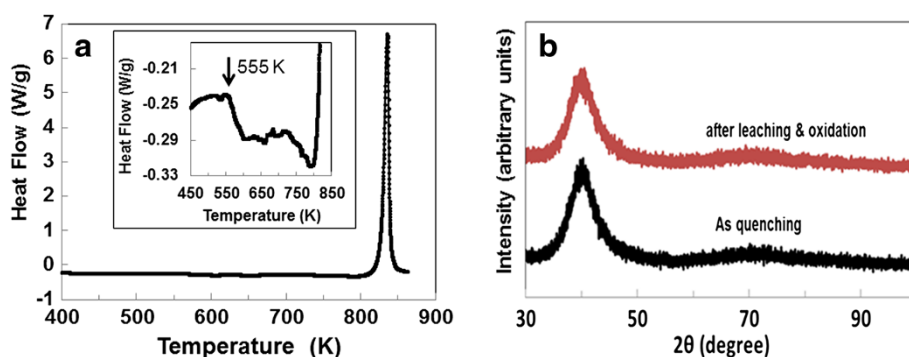 a
7
6
5
4
3
2
1
0
-1
Heat Flow (W/g)
400 500 600 700 800 900
Temperature (K)
-0.21
-0.25
-0.29
-0.33
Heat Flow (W/g)
555 K
450 550 650 750 850
Temperature (K)
b
Intensity (arbitrary units)
after leaching & oxidation
As quenching
30 50 70 90
2θ (degree)